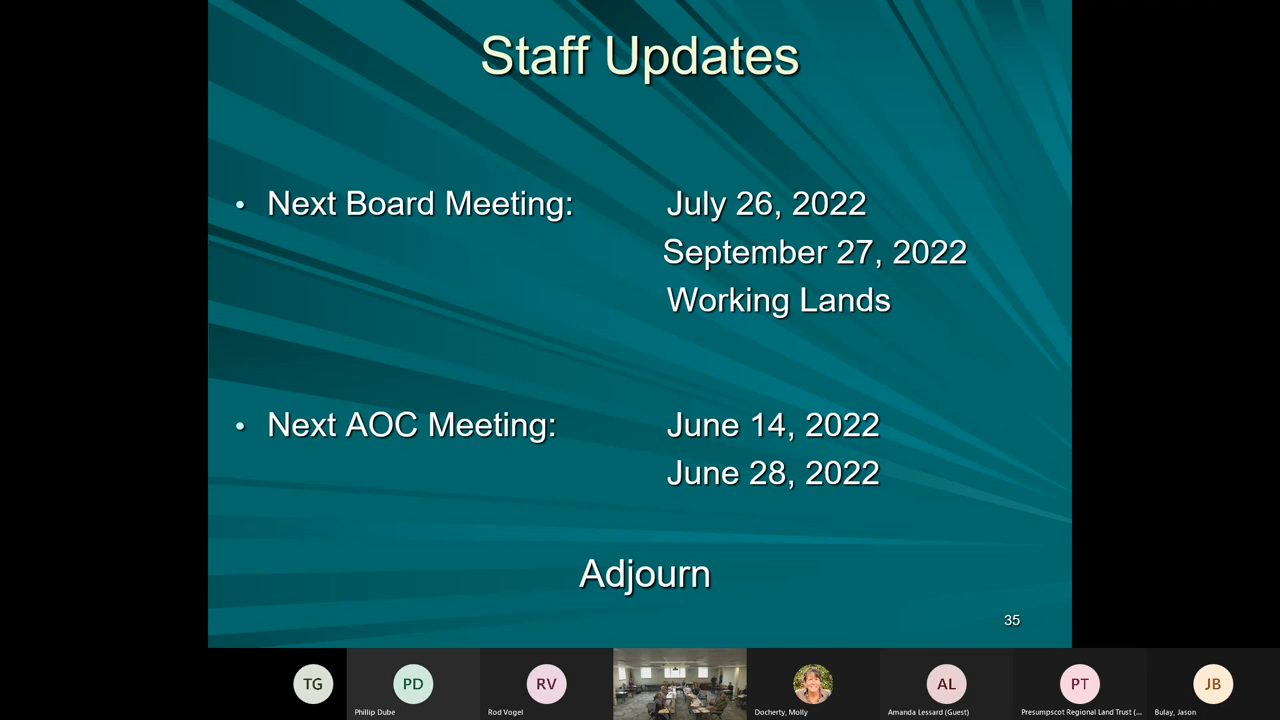 Staff Updates
• Next Board Meeting: July 26, 2022
September 27, 2022
Working Lands
• Next AOC Meeting: June 14, 2022
June 28, 2022
Adjourn
35
TG PD RV AL PT JB
Phillip Dube Rod Vogel Docherty, Molly Amanda Lessard (Guest) Presumpscot Regional Land Trust (... Bulay, Jason